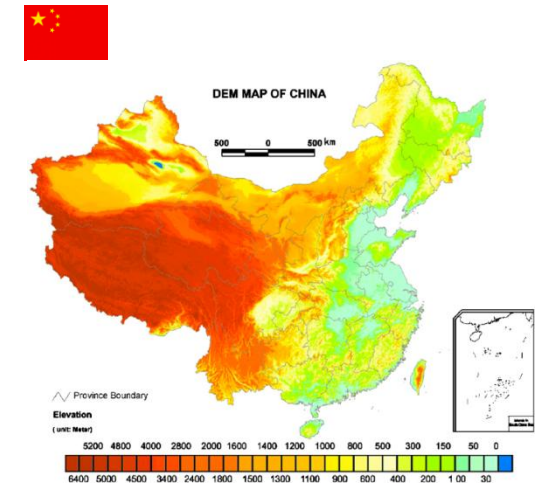 DEM MAP OF CHINA
500 0 500 km
Province Boundary
Elevation
( unit: Meter)
5200 4800 4000 2800 2000 1600 1400 1200 1000 800 500 300 150 50 0
6400 5000 4500 3400 2400 1800 1500 1300 1100 900 600 400 200 1 00 30